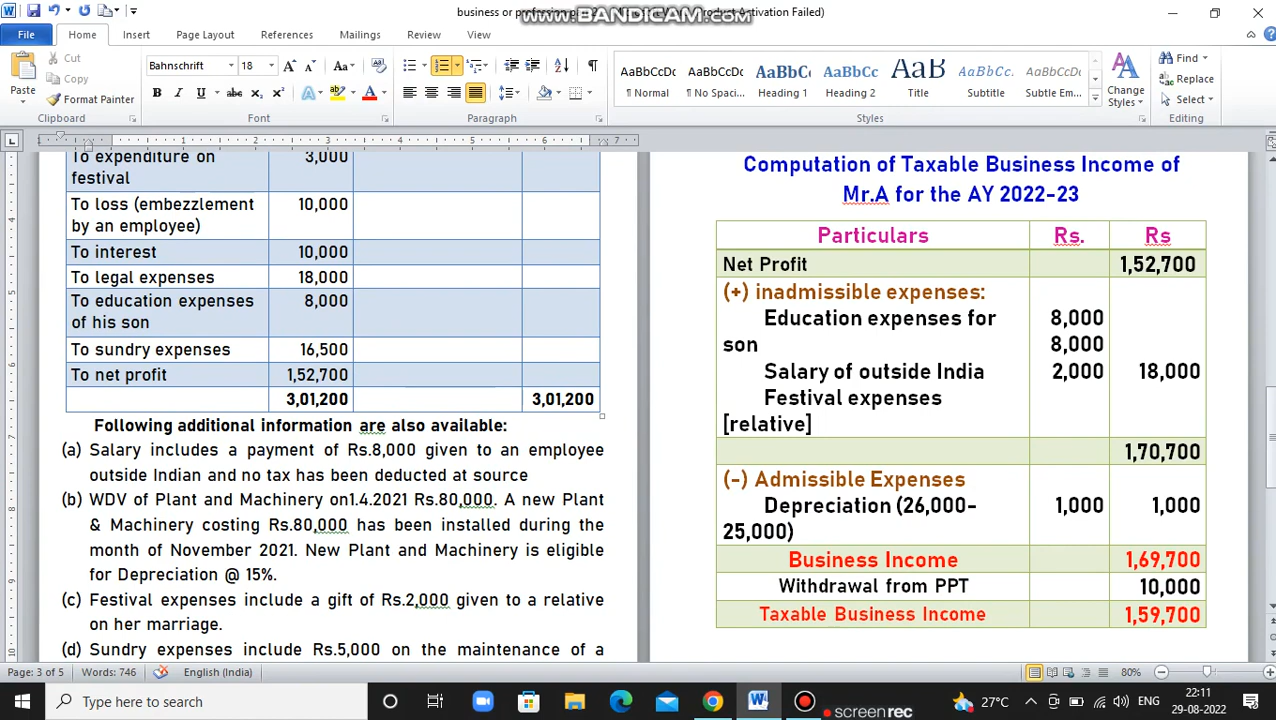 business or profession
Activation Failed)
www.BANDICAM.com
File Home Insert Page Layout References Mailings Review View
Paste
Cut
Copy
Format Painter
Clipboard
Bahnschrift 18
B I U abc x₂ x² A A
Font
Paragraph
AaBbCcDc AaBbCcDc AaBbC AaBbCc AaB AaBbCcL AaBbCcDc
¶ Normal ¶ No Spaci... Heading 1 Heading 2 Title Subtitle Subtle Em...
Change
Styles
Styles
Find
Replace
Select
Editing
To expenditure on 3,000
festival
To loss (embezzlement 10,000
by an employee)
To interest 10,000
To legal expenses 18,000
To education expenses 8,000
of his son
To sundry expenses 16,500
To net profit 1,52,700
3,01,200 3,01,200
Following additional information are also available:
(a) Salary includes a payment of Rs.8,000 given to an employee
outside Indian and no tax has been deducted at source
(b) WDV of Plant and Machinery on1.4.2021 Rs.80,000. A new Plant
& Machinery costing Rs.80,000 has been installed during the
month of November 2021. New Plant and Machinery is eligible
for Depreciation @ 15%.
(c) Festival expenses include a gift of Rs.2,000 given to a relative
on her marriage.
(d) Sundry expenses include Rs.5,000 on the maintenance of a
Computation of Taxable Business Income of
Mr.A for the AY 2022-23
Particulars Rs. Rs
Net Profit 1,52,700
(+) inadmissible expenses:
Education expenses for 8,000
son 8,000
Salary of outside India 2,000 18,000
Festival expenses
[relative]
1,70,700
(-) Admissible Expenses
Depreciation (26,000- 1,000 1,000
25,000)
Business Income 1,69,700
Withdrawal from PPT 10,000
Taxable Business Income 1,59,700
Page: 3 of 5 Words: 746 English (India) 80%
Type here to search
27°C ENG
22:11
29-08-2022
screen rec